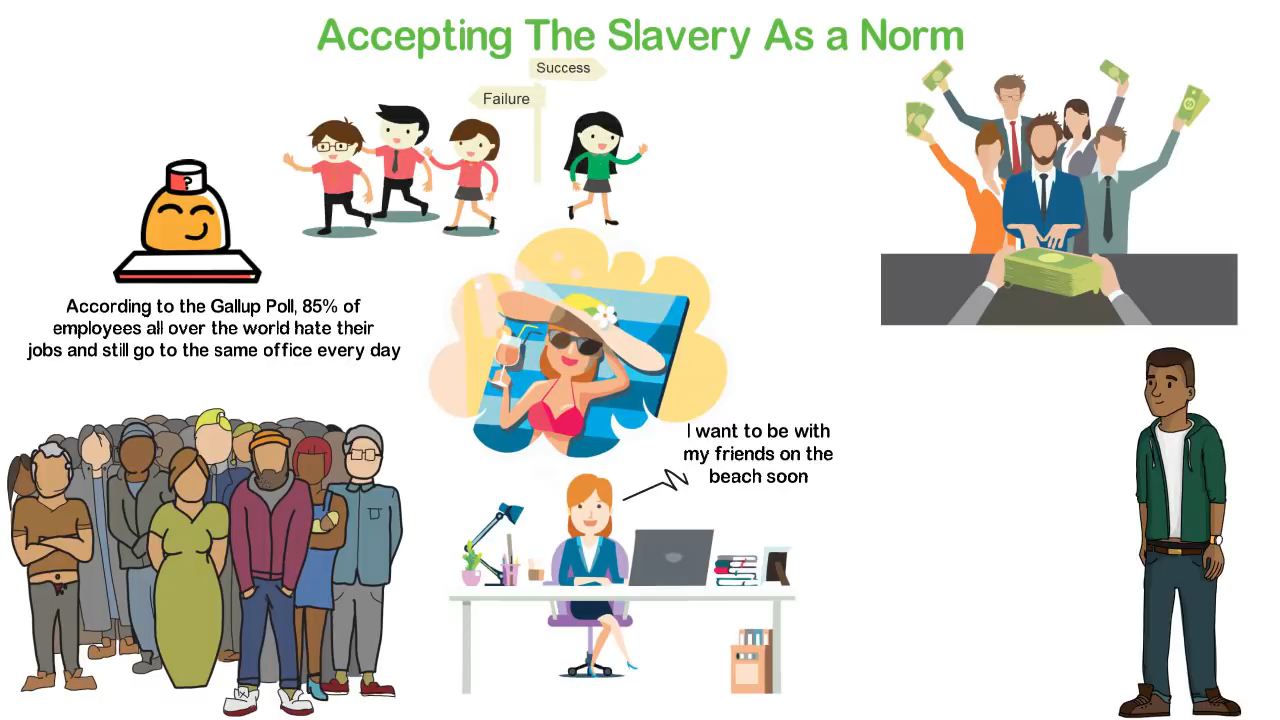 Accepting The Slavery As a Norm
Success
Failure
?
According to the Gallup Poll, 85% of
employees all over the world hate their
jobs and still go to the same office every day
I want to be with
my friends on the
beach soon